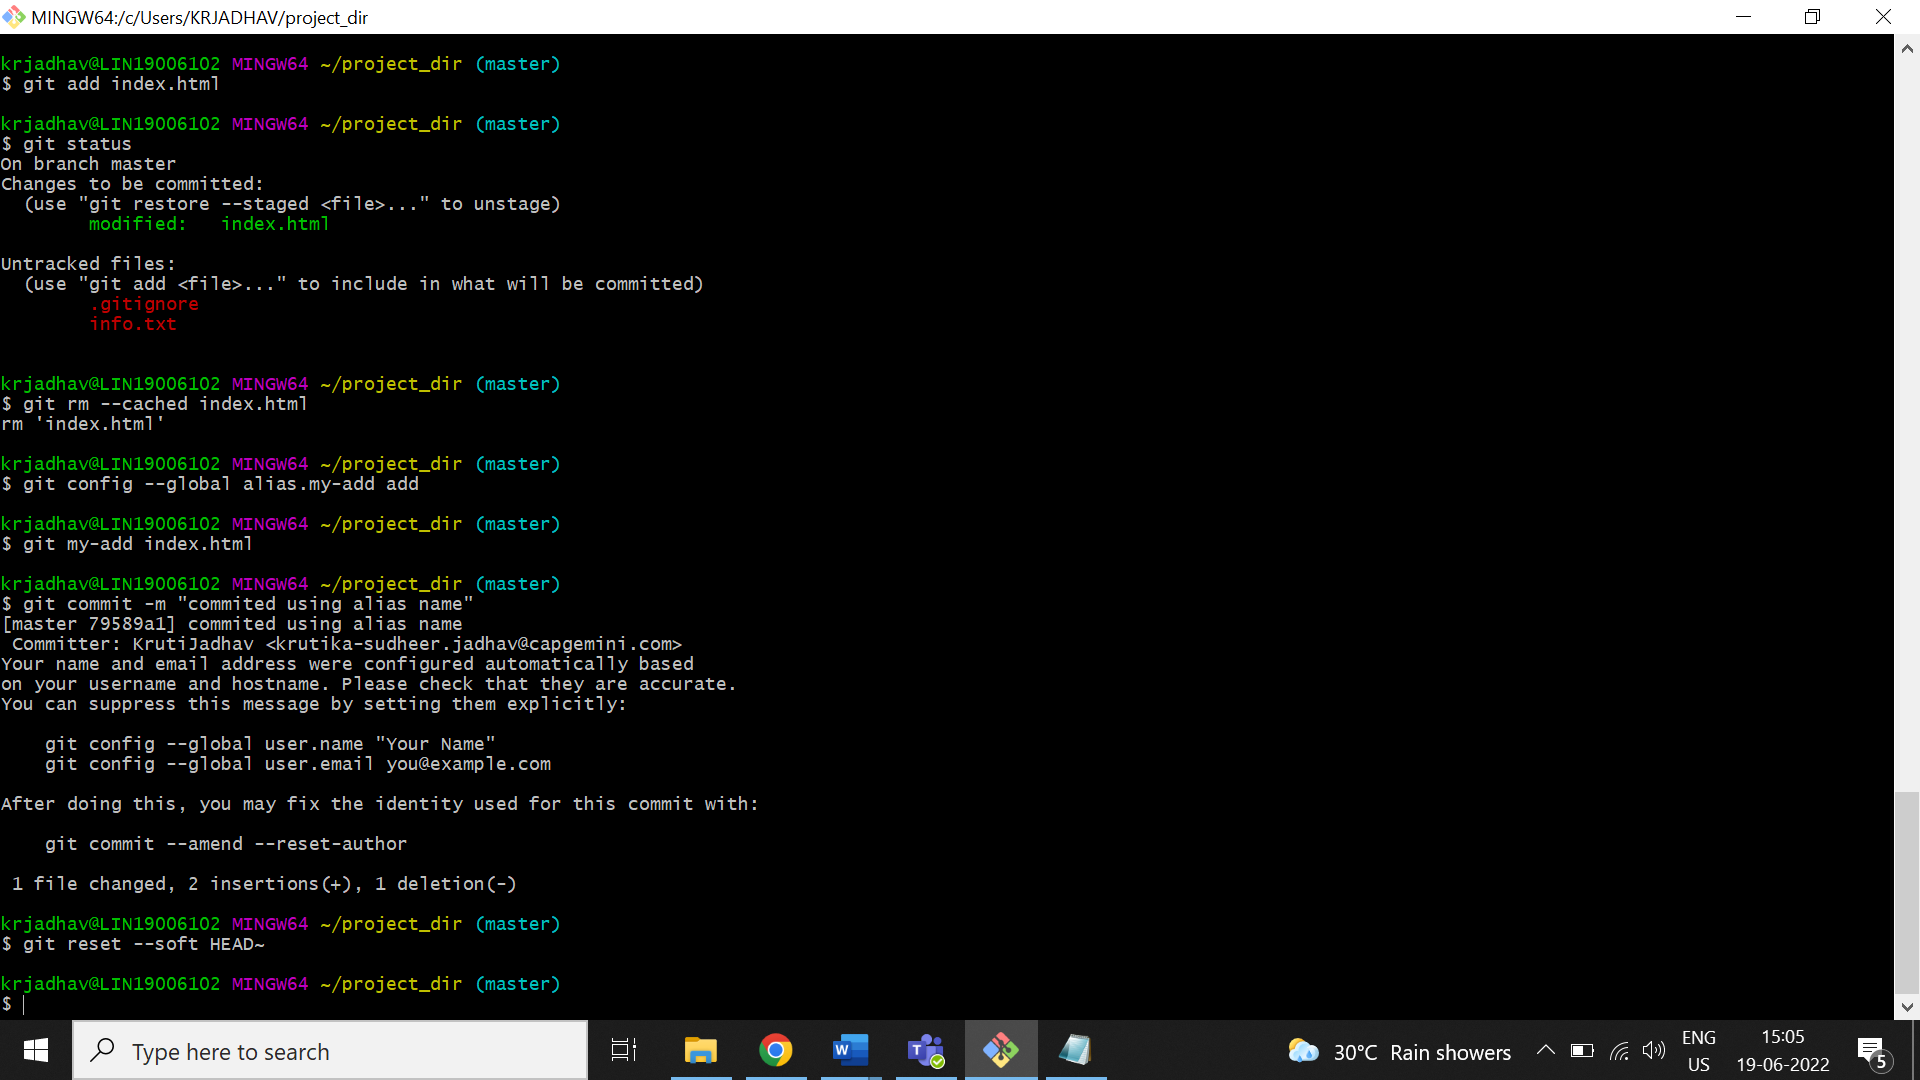 MINGW64:/c/Users/KRJADHAV/project_dir
krjadhav@LIN19006102 MINGW64 ~/project_dir (master)
$ git add index.html
krjadhav@LIN19006102 MINGW64 ~/project_dir (master)
$ git status
On branch master
Changes to be committed:
  (use "git restore --staged <file>..." to unstage)
        modified:   index.html
Untracked files:
  (use "git add <file>..." to include in what will be committed)
        .gitignore
        info.txt
krjadhav@LIN19006102 MINGW64 ~/project_dir (master)
$ git rm --cached index.html
rm 'index.html'
krjadhav@LIN19006102 MINGW64 ~/project_dir (master)
$ git config --global alias.my-add add
krjadhav@LIN19006102 MINGW64 ~/project_dir (master)
$ git my-add index.html
krjadhav@LIN19006102 MINGW64 ~/project_dir (master)
$ git commit -m "commited using alias name"
[master 79589a1] commited using alias name
 Committer: KrutiJadhav <krutika-sudheer.jadhav@capgemini.com>
Your name and email address were configured automatically based
on your username and hostname. Please check that they are accurate.
You can suppress this message by setting them explicitly:
    git config --global user.name "Your Name"
    git config --global user.email you@example.com
After doing this, you may fix the identity used for this commit with:
    git commit --amend --reset-author
 1 file changed, 2 insertions(+), 1 deletion(-)
krjadhav@LIN19006102 MINGW64 ~/project_dir (master)
$ git reset --soft HEAD~
krjadhav@LIN19006102 MINGW64 ~/project_dir (master)
$
Type here to search
30°C Rain showers
ENG
US
15:05
19-06-2022
5